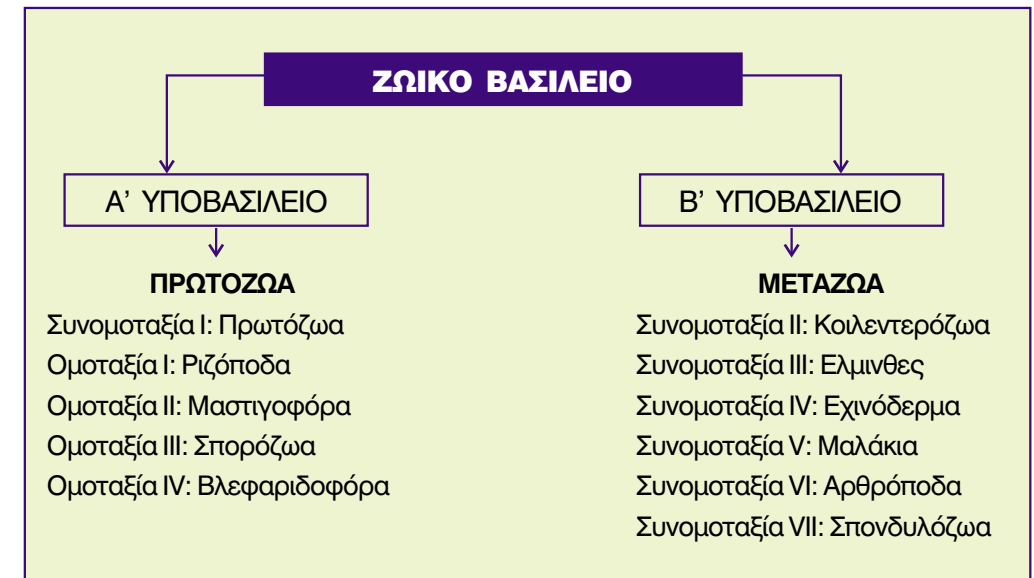 ΖΩΙΚΟ ΒΑΣΙΛΕΙΟ
Α’ ΥΠΟΒΑΣΙΛΕΙΟ
ΠΡΩΤΟΖΩΑ
Συνομοταξία I: Πρωτόζωα
Ομοταξία I: Ριζόποδα
Ομοταξία II: Μαστιγοφόρα
Ομοταξία III: Σπορόζωα
Ομοταξία IV: Βλεφαριδοφόρα
Β’ ΥΠΟΒΑΣΙΛΕΙΟ
ΜΕΤΑΖΩΑ
Συνομοταξία II: Κοιλεντερόζωα
Συνομοταξία III: Ελμινθες
Συνομοταξία IV: Εχινόδερμα
Συνομοταξία V: Μαλάκια
Συνομοταξία VI: Αρθρόποδα
Συνομοταξία VII: Σπονδυλόζωα